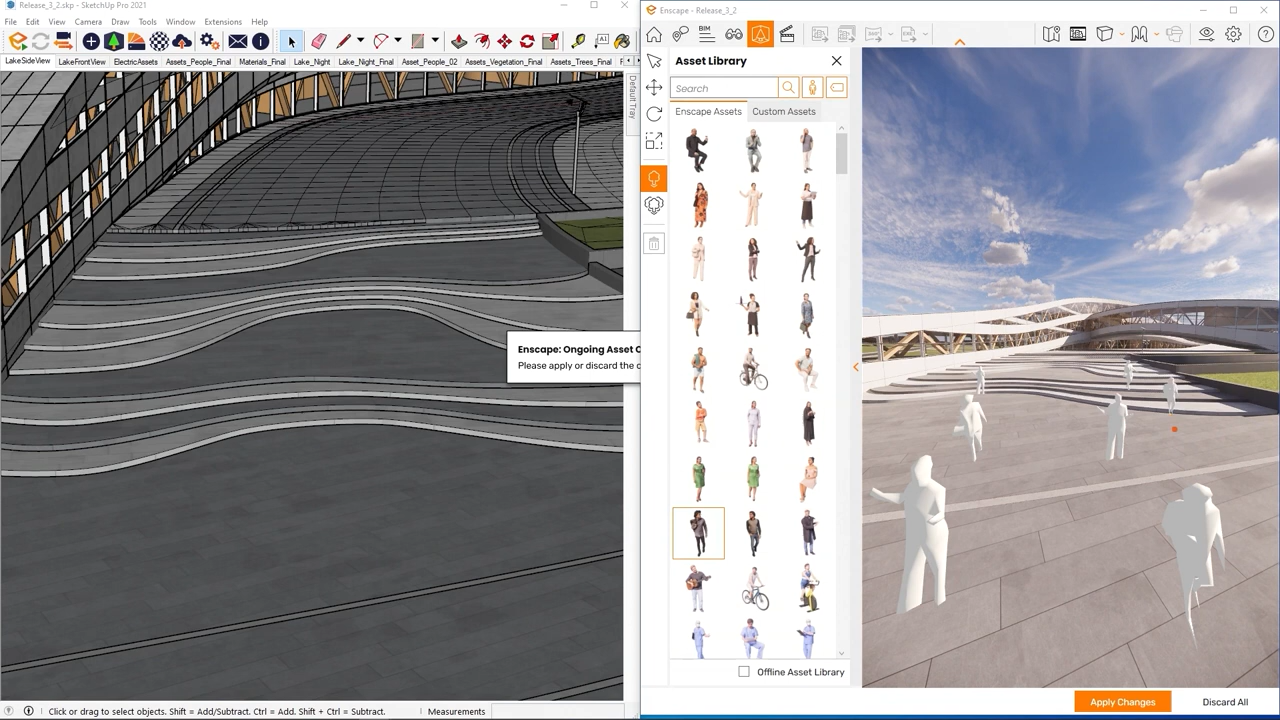 Release_3_2.skp - SketchUp Pro 2021
File Edit View Camera Draw Tools Window Extensions Help
LakeSideView LakeFrontView ElectricAssets Assets_People_Final Materials_Final Lake_Night Lake_Night_Final Asset_People_02 Assets_Vegetation_Final Assets_Trees_Final F
Default Tray
Enscape: Ongoing Asset
Please apply or discard the
Click or drag to select objects. Shift = Add/Subtract. Ctrl = Add. Shift + Ctrl = Subtract.
Measurements
Enscape - Release_3_2
BIM
360°
EXE
Asset Library
Search
Enscape Assets Custom Assets
Offline Asset Library
Apply Changes Discard All